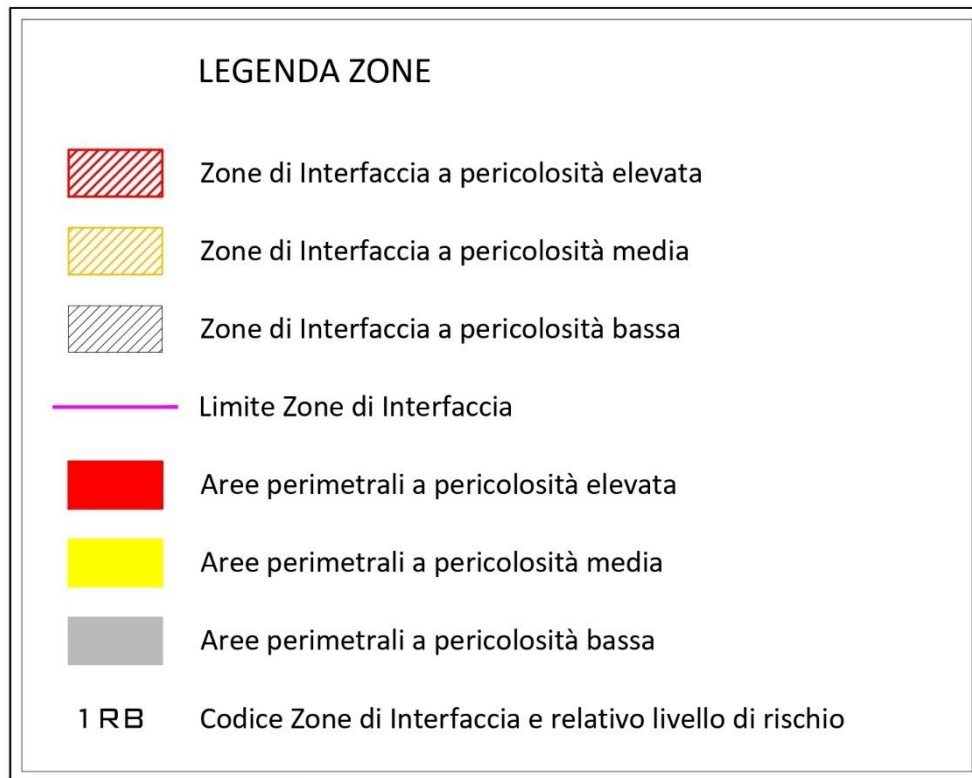 LEGENDA ZONE
Zone di Interfaccia a pericolosità elevata
Zone di Interfaccia a pericolosità media
Zone di Interfaccia a pericolosità bassa
Limite Zone di Interfaccia
Aree perimetrali a pericolosità elevata
Aree perimetrali a pericolosità media
Aree perimetrali a pericolosità bassa
1 RB Codice Zone di Interfaccia e relativo livello di rischio